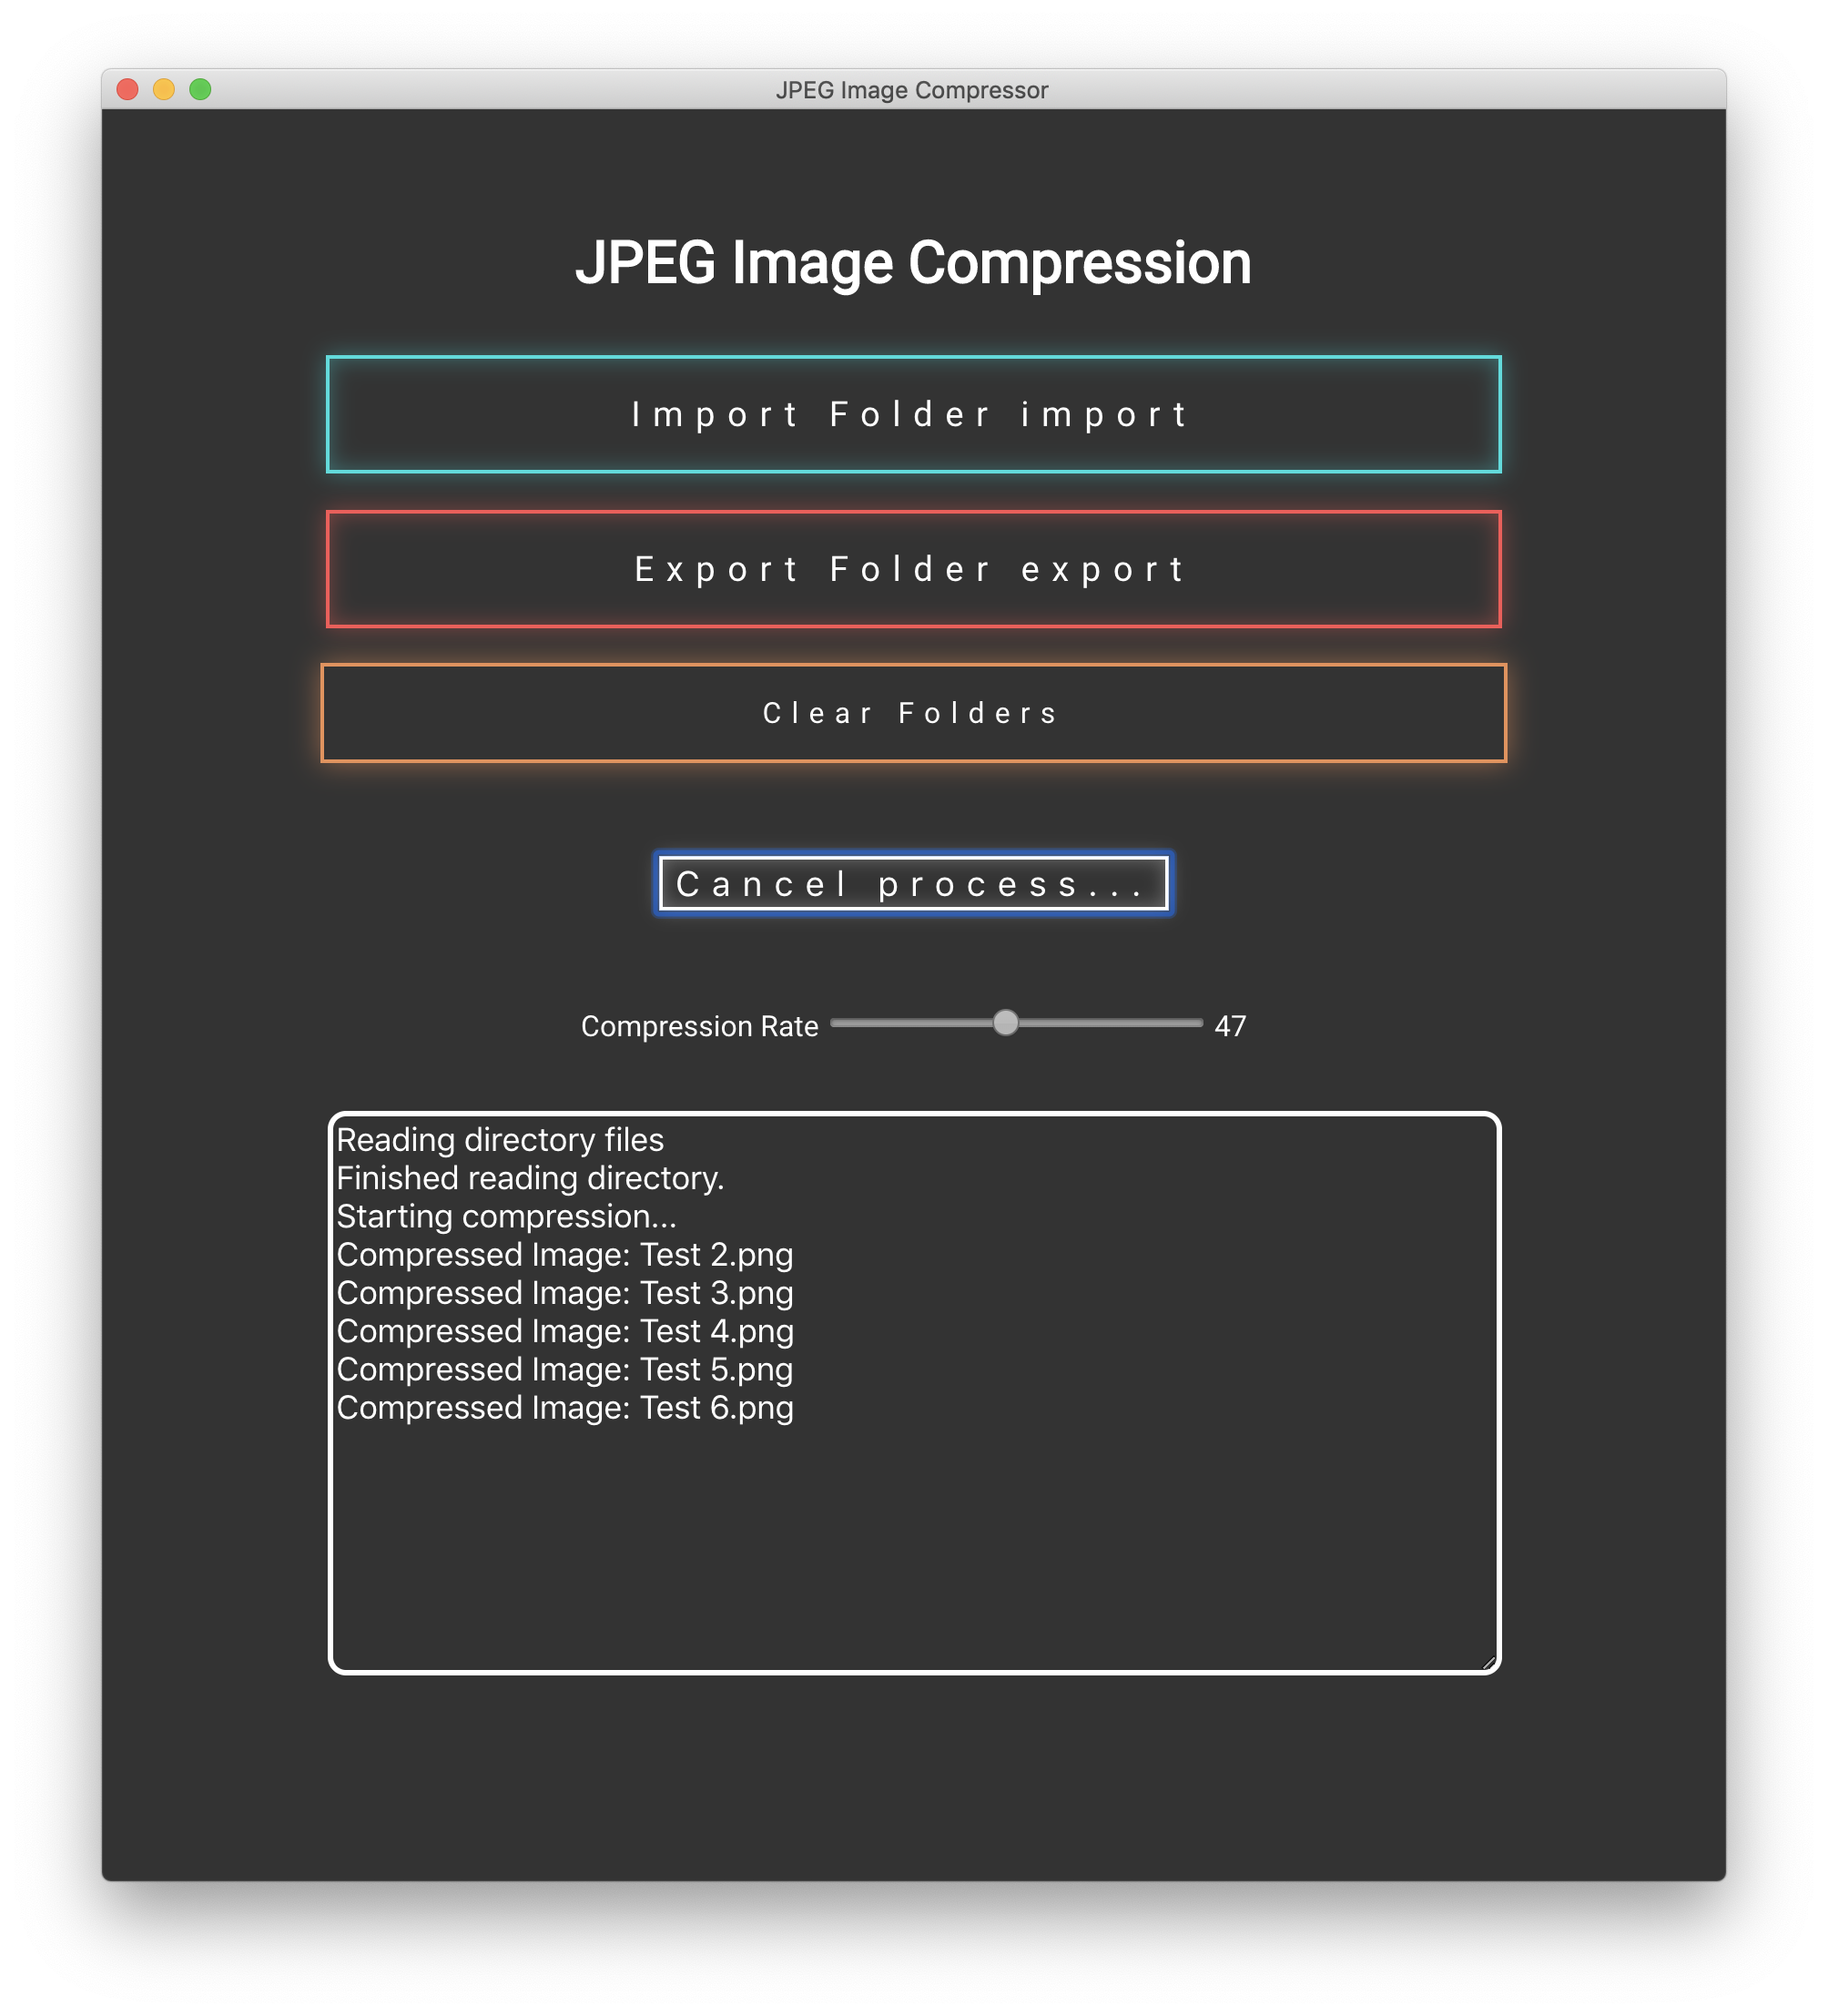 JPEG Image Compressor
JPEG Image Compression
Import Folder import
Export Folder export
Clear Folders
Cancel process...
Compression Rate 47
Reading directory files
Finished reading directory.
Starting compression...
Compressed Image: Test 2.png
Compressed Image: Test 3.png
Compressed Image: Test 4.png
Compressed Image: Test 5.png
Compressed Image: Test 6.png